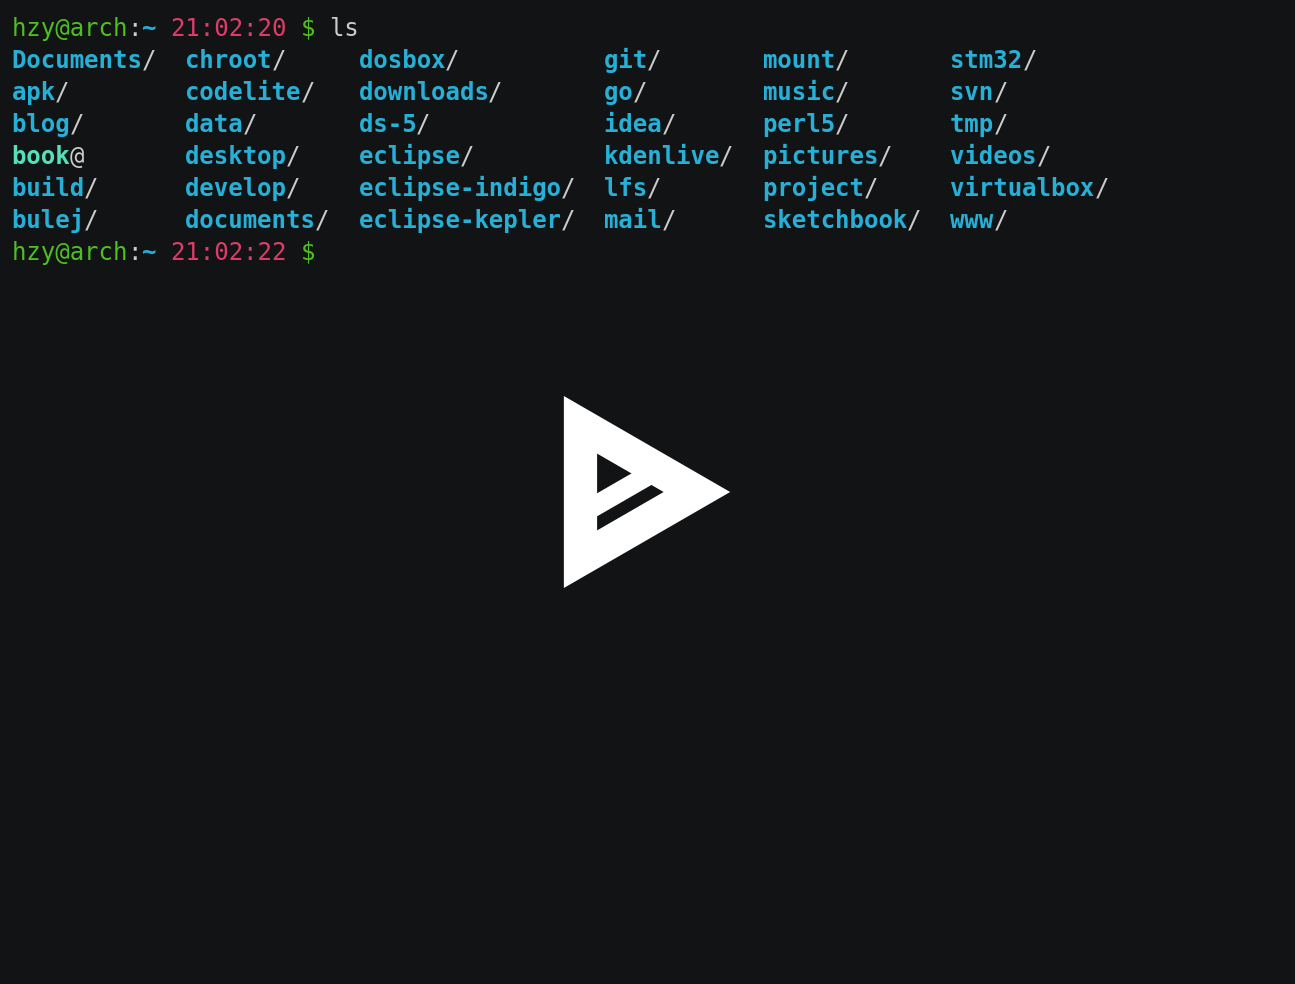 hzy@arch:~ 21:02:20 $ ls
Documents/  chroot/    dosbox/          git/       mount/       stm32/
apk/        codelite/  downloads/       go/        music/       svn/
blog/       data/      ds-5/            idea/      perl5/       tmp/
book@       desktop/   eclipse/         kdenlive/  pictures/    videos/
build/      develop/   eclipse-indigo/  lfs/       project/     virtualbox/
bulej/      documents/  eclipse-kepler/  mail/      sketchbook/  www/
hzy@arch:~ 21:02:22 $